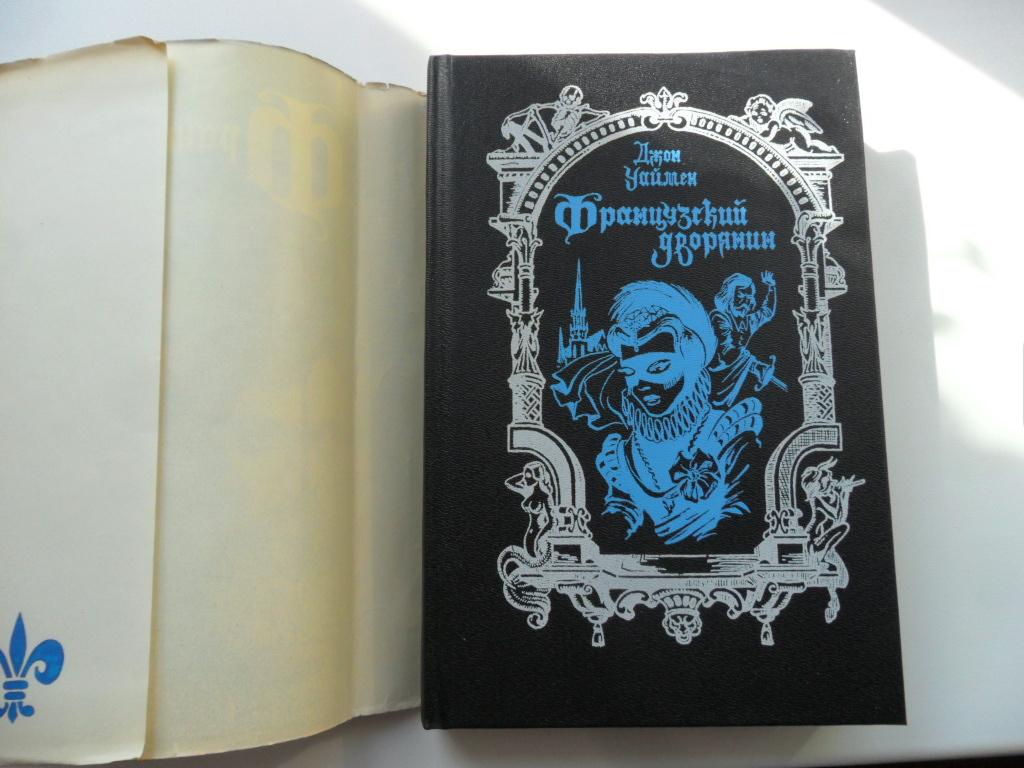 Джон
Уаймен
Французский
дворянин